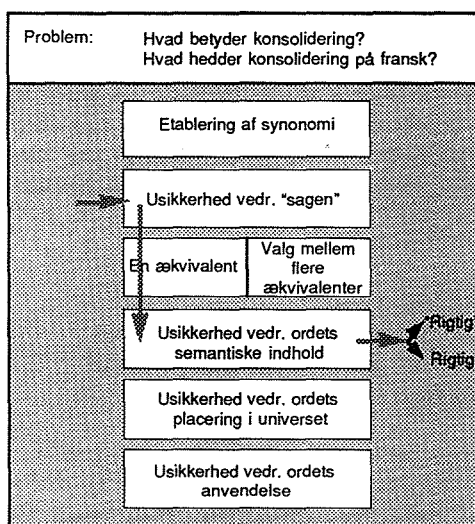 Problem: Hvad betyder konsolidering?
Hvad hedder konsolidering på fransk?
Etablering af synonomi
Usikkerhed vedr. "sagen"
En ækvivalent
Valg mellem
flere
ækvivalenter
Usikkerhed vedr. ordets
semantiske indhold
"Rigtig"
Rigtig
Usikkerhed vedr. ordets
placering i universet
Usikkerhed vedr. ordets
anvendelse